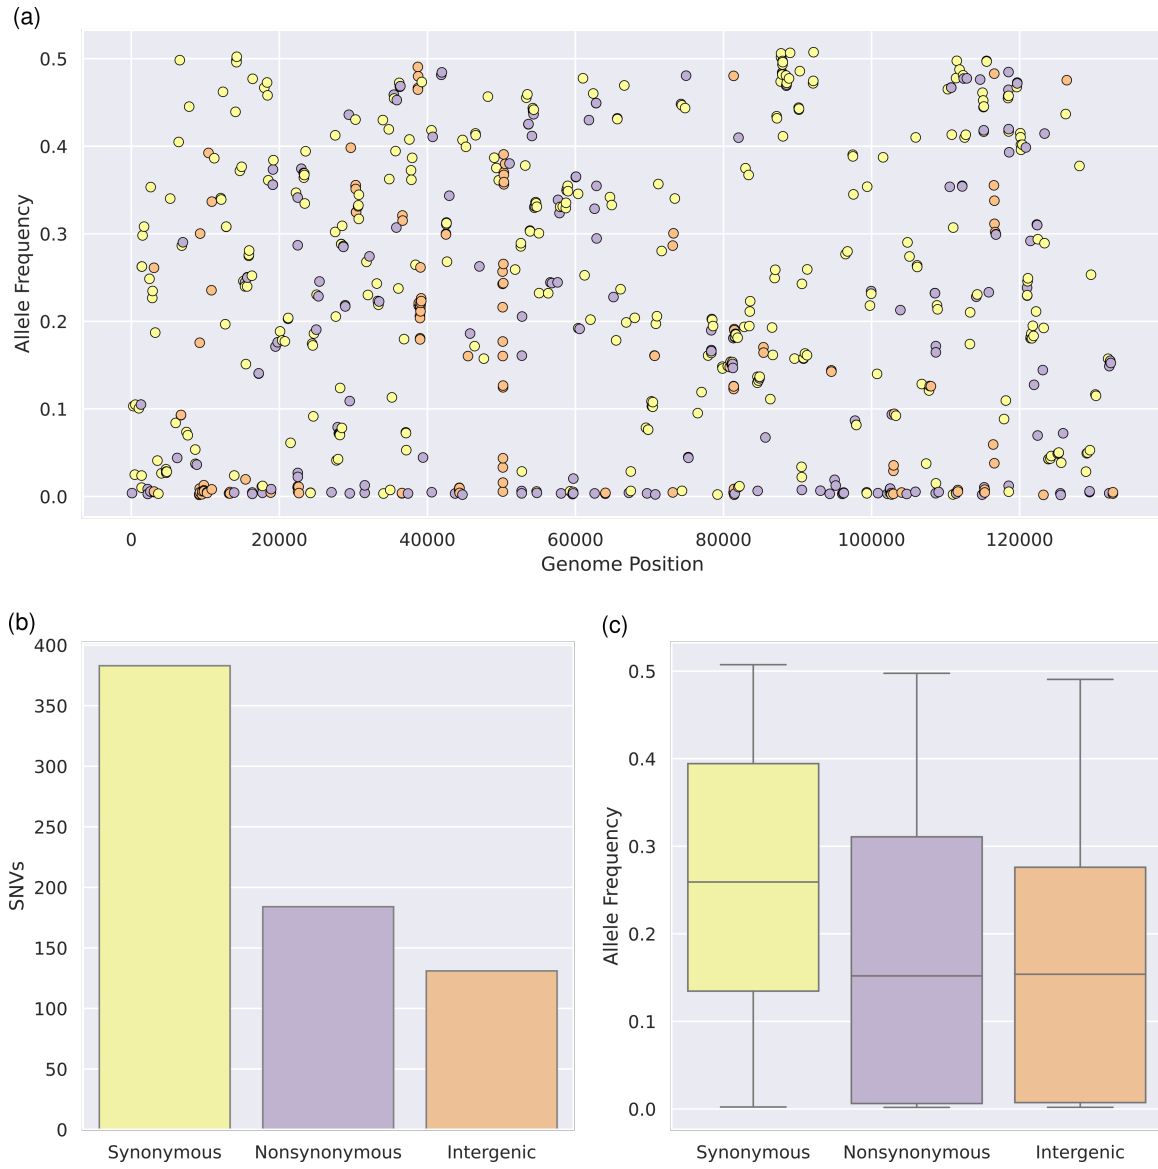 (a)
Allele Frequency
0.5
0.4
0.3
0.2
0.1
0.0
0 20000 40000 60000 80000 100000 120000
Genome Position
(b)
SNVs
400
350
300
250
200
150
100
50
0
Synonymous Nonsynonymous Intergenic
(c)
Allele Frequency
0.5
0.4
0.3
0.2
0.1
0.0
Synonymous Nonsynonymous Intergenic